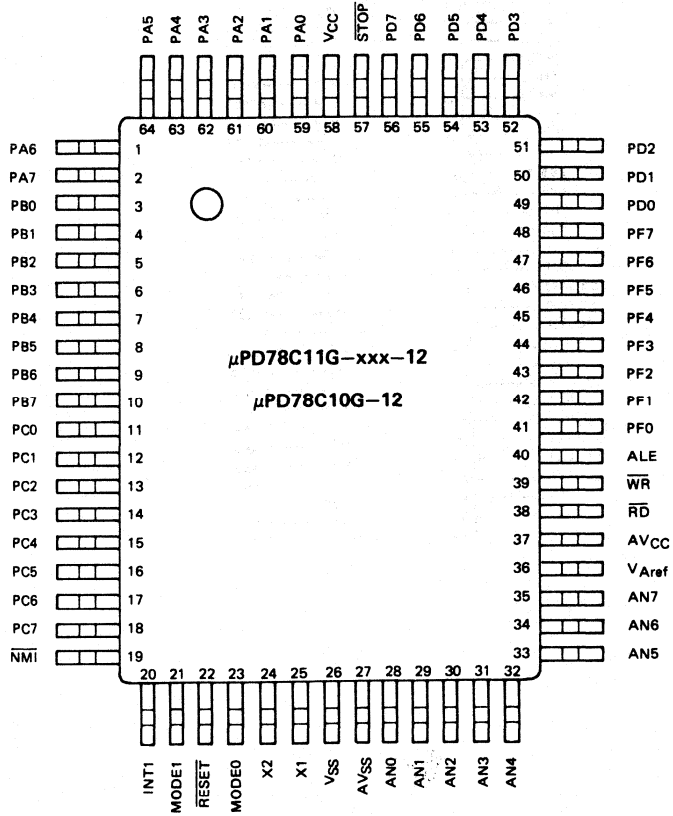 PA5 PA4 PA3 PA2 PA1 PA0 VCC STOP PD7 PD6 PD5 PD4 PD3
64 63 62 61 60 59 58 57 56 55 54 53 52
PA6 1 51 PD2
PA7 2 50 PD1
PB0 3 49 PD0
PB1 4 48 PF7
PB2 5 47 PF6
PB3 6 46 PF5
PB4 7 45 PF4
PB5 8 44 PF3
μPD78C11G-xxx-12
PB6 9 43 PF2
μPD78C10G-12
PB7 10 42 PF1
PC0 11 41 PF0
PC1 12 40 ALE
PC2 13 39 WR
PC3 14 38 RD
PC4 15 37 AVCC
PC5 16 36 VAref
PC6 17 35 AN7
PC7 18 34 AN6
NMI 19 33 AN5
20 21 22 23 24 25 26 27 28 29 30 31 32
INT1 MODE1 RESET MODE0 X2 X1 VSS AVSS AN0 AN1 AN2 AN3 AN4